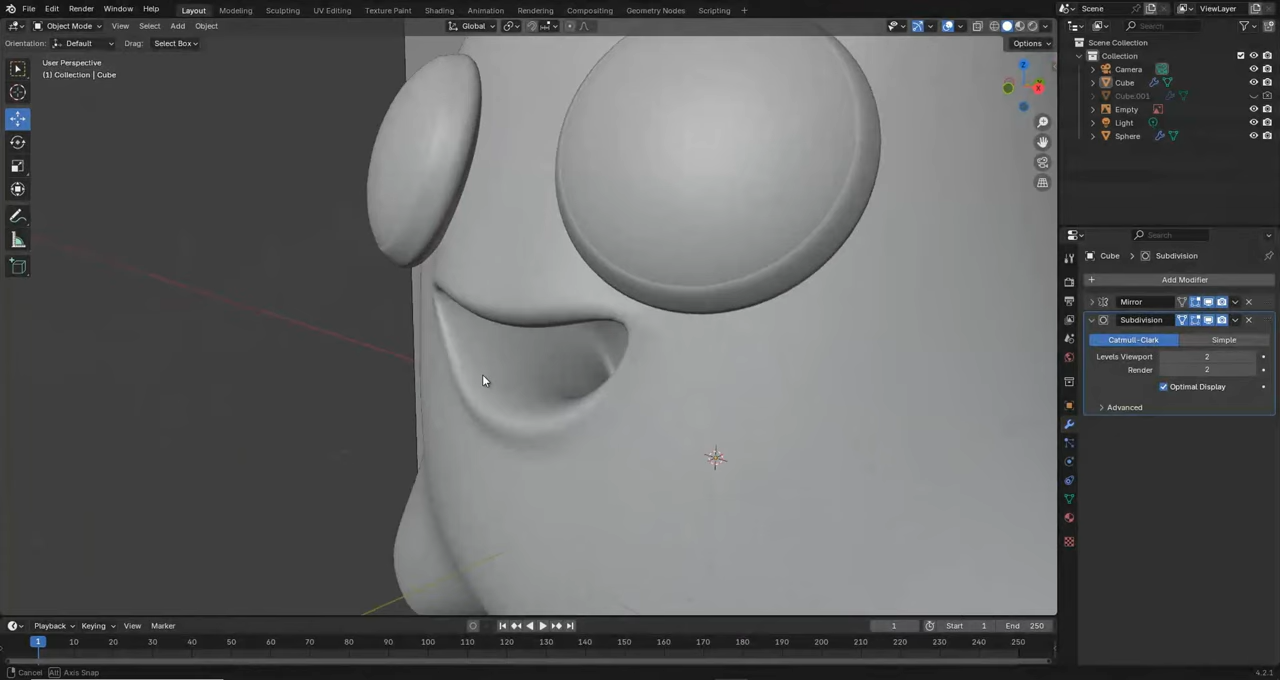 File Edit Render Window Help Layout Modeling Sculpting UV Editing Texture Paint Shading Animation Rendering Compositing Geometry Nodes Scripting Scene ViewLayer
Object Mode View Select Add Object Global
Orientation: Default Drag: Select Box Options
User Perspective
(1) Collection | Cube
Z
X
Search
Scene Collection
Collection
Camera
Cube
Cube.001
Empty
Light
Sphere
Search
Cube Subdivision
Add Modifier
Mirror
Subdivision
Catmull-Clark Simple
Levels Viewport 2
Render 2
Optimal Display
Advanced
Playback Keying View Marker 1 Start 1 End 250
1 10 20 30 40 50 60 70 80 90 100 110 120 130 140 150 160 170 180 190 200 210 220 230 240 250
Cancel Alt Axis Snap 4.2.1